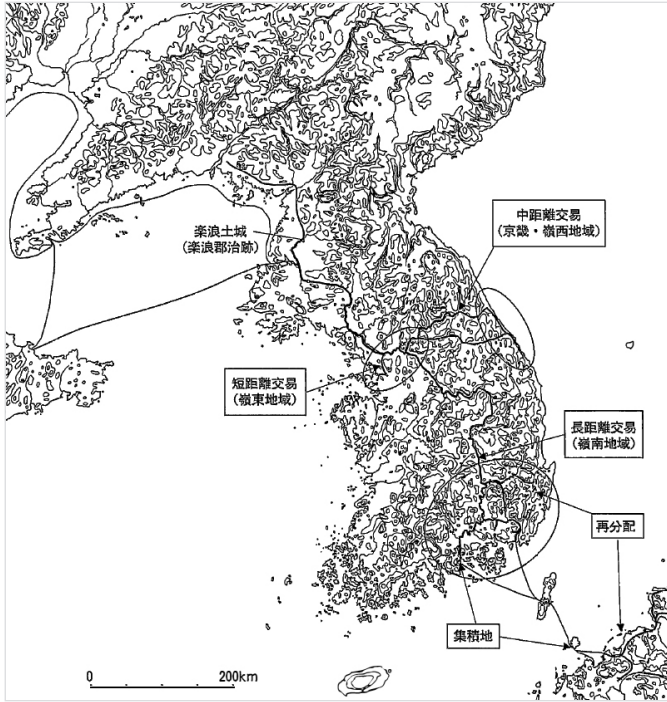 中距離交易
（京畿・嶺西地域）
楽浪土城
（楽浪郡治跡）
短距離交易
（嶺東地域）
長距離交易
（嶺南地域）
再分配
集積地
0
200km